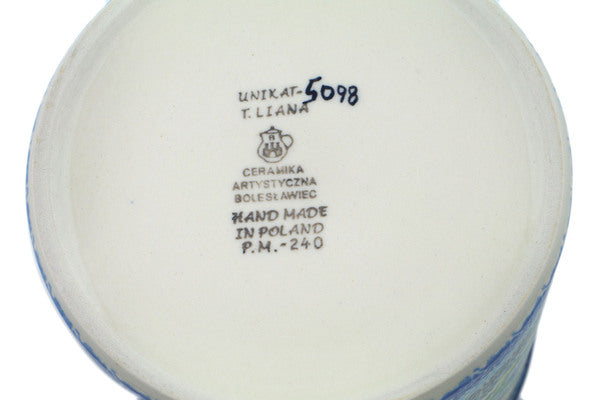 UNIKAT-5098
T. LIANA
CERAMIKA
ARTYSTYCZNA
BOLESŁAWIEC
HAND MADE
IN POLAND
P.M.-240